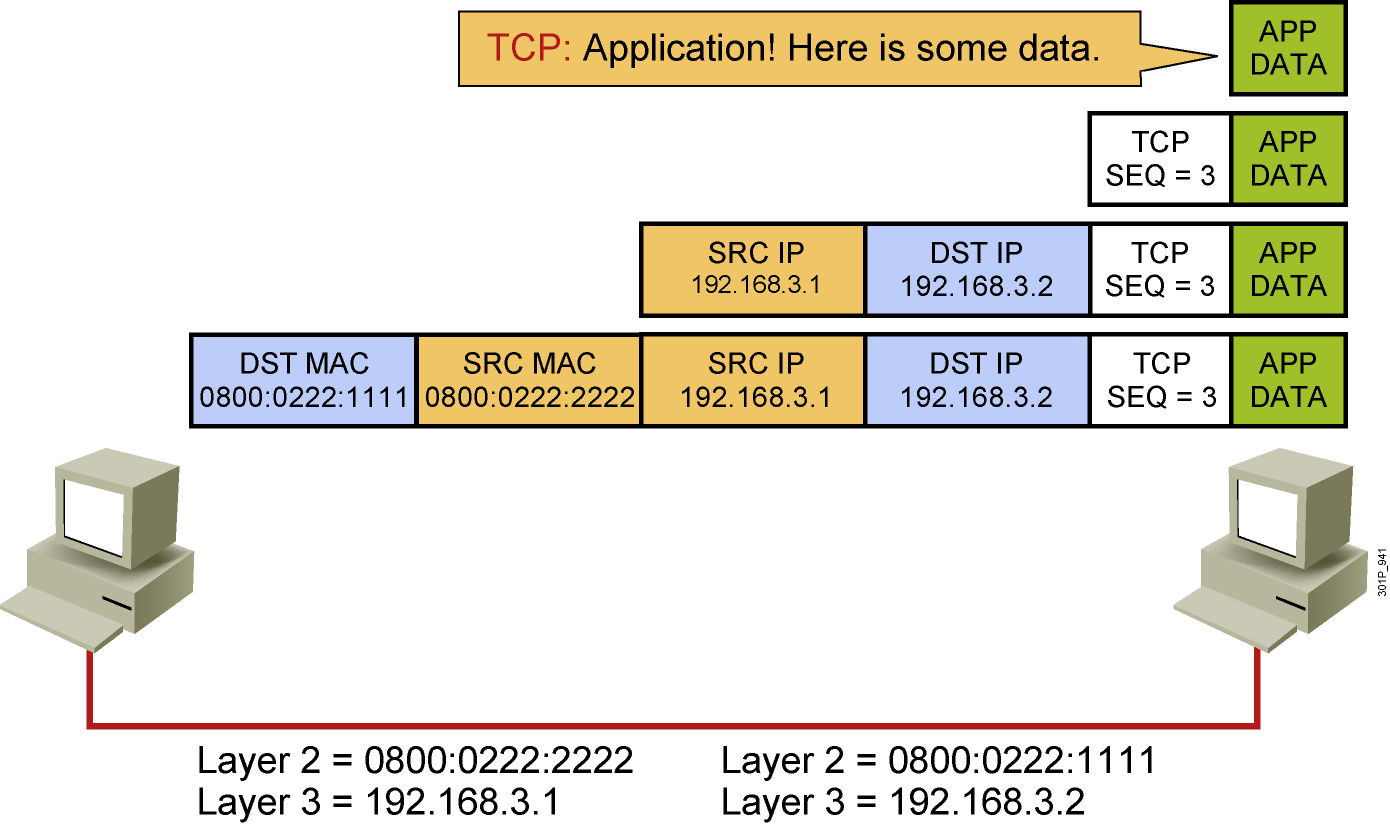 TCP: Application! Here is some data.
APP
DATA
TCP
SEQ = 3
APP
DATA
SRC IP
192.168.3.1
DST IP
192.168.3.2
TCP
SEQ = 3
APP
DATA
DST MAC
0800:0222:1111
SRC MAC
0800:0222:2222
SRC IP
192.168.3.1
DST IP
192.168.3.2
TCP
SEQ = 3
APP
DATA
301P_941
Layer 2 = 0800:0222:2222
Layer 3 = 192.168.3.1
Layer 2 = 0800:0222:1111
Layer 3 = 192.168.3.2